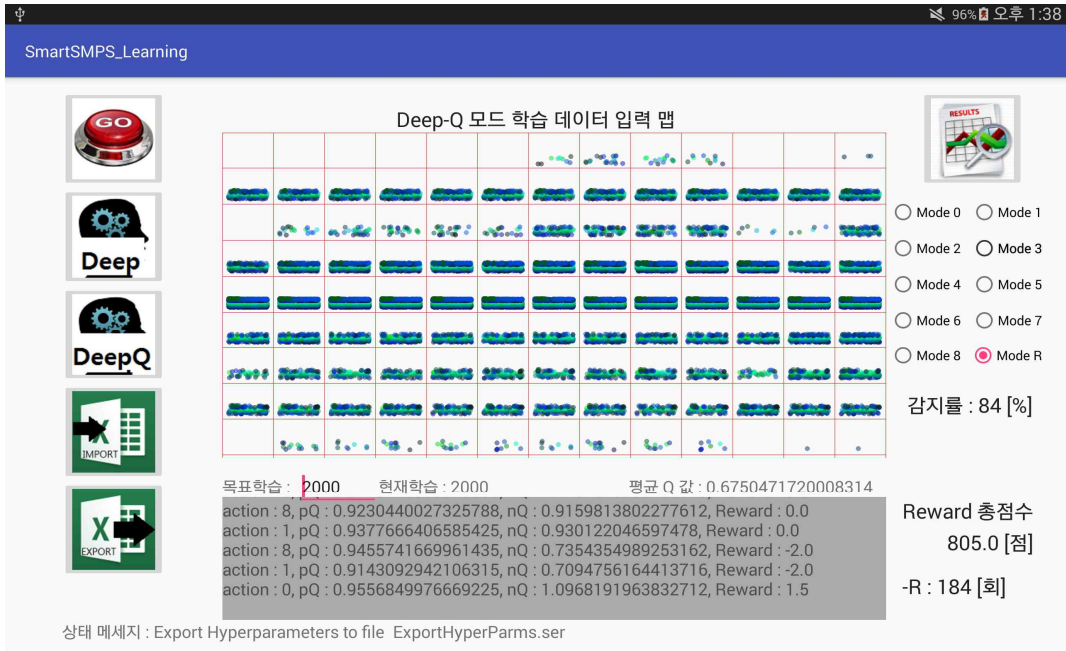 96% 오후 1:38
SmartSMPS_Learning
GO
Deep-Q 모드 학습 데이터 입력 맵
RESULTS
Deep
Mode 0 Mode 1
Mode 2 Mode 3
Mode 4 Mode 5
Mode 6 Mode 7
Mode 8 Mode R
DeepQ
감지률 : 84 [%]
X
IMPORT
목표학습 : 2000 현재학습 : 2000 평균 Q 값 : 0.6750471720008314
action : 8, pQ : 0.9230440027325788, nQ : 0.9159813802277612, Reward : 0.0
action : 1, pQ : 0.9377666406585425, nQ : 0.930122046597478, Reward : 0.0
action : 8, pQ : 0.9455741669961435, nQ : 0.7354354989253162, Reward : -2.0
action : 1, pQ : 0.9143092942106315, nQ : 0.7094756164413716, Reward : -2.0
action : 0, pQ : 0.9556849976669225, nQ : 1.0968191963832712, Reward : 1.5
X
EXPORT
Reward 총점수
805.0 [점]
-R : 184 [회]
상태 메세지 : Export Hyperparameters to file ExportHyperParms.ser